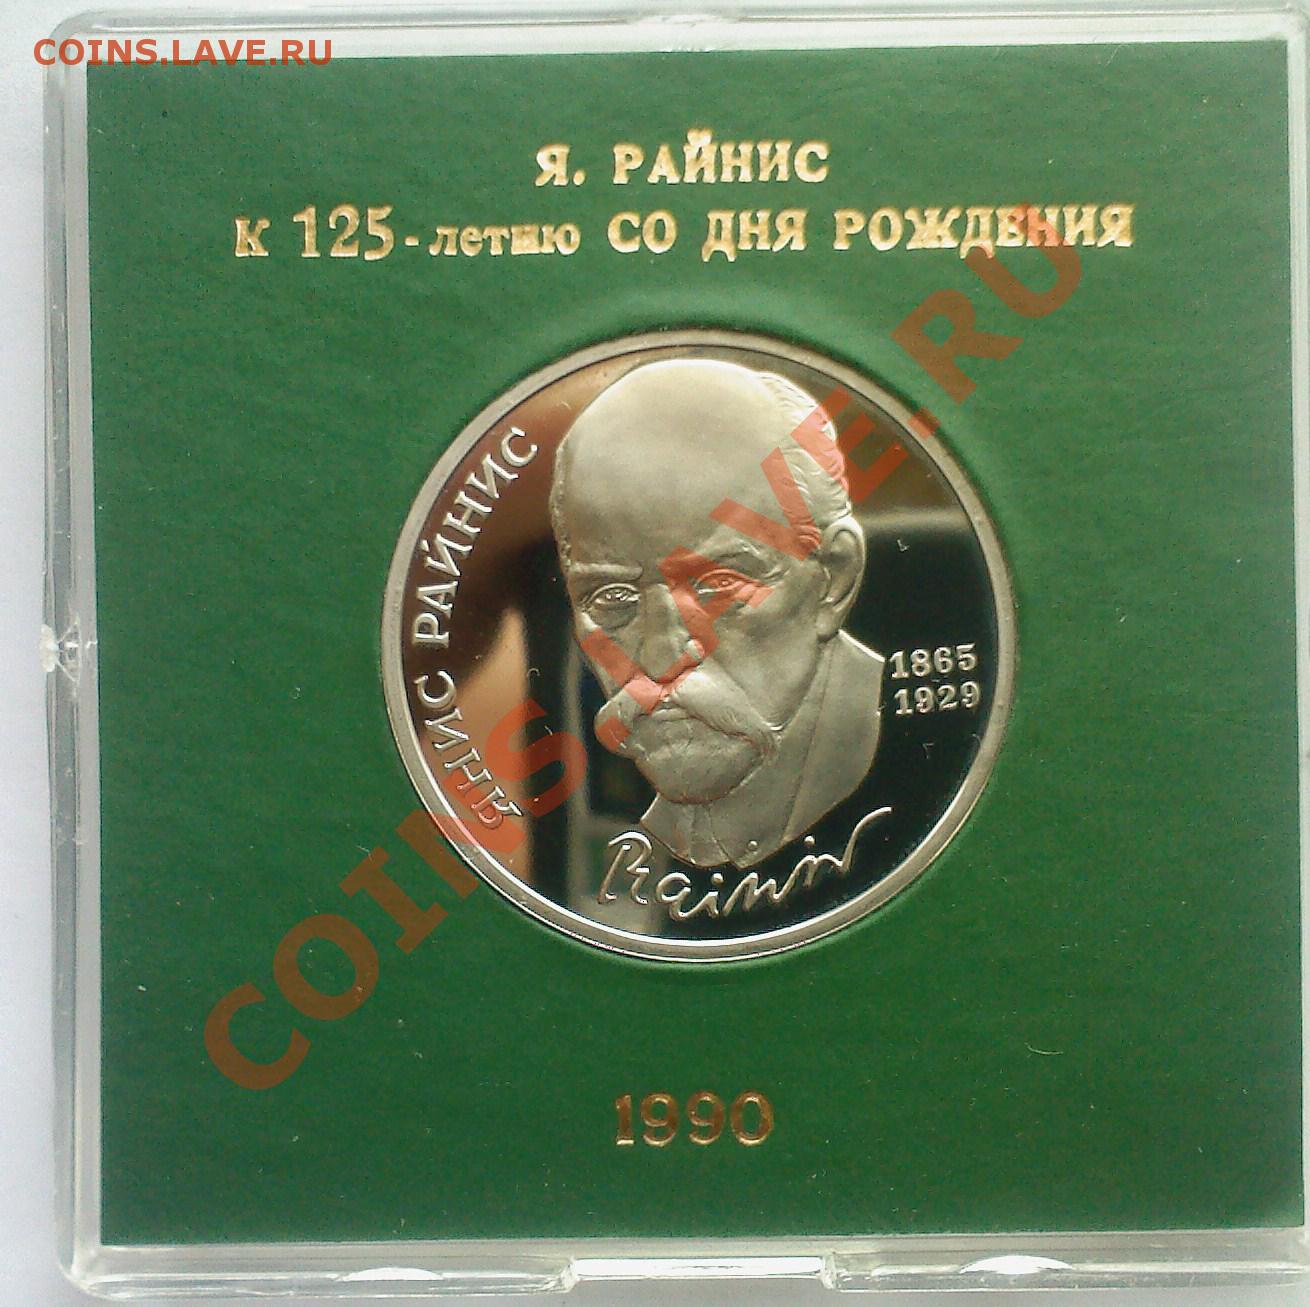 COINS.LAVE.RU
Я. РАЙНИС
К 125-летию СО ДНЯ РОЖДЕНИЯ
ЯНИС РАЙНИС
1865
1929
Rainis
1990
COINS.LAVE.RU